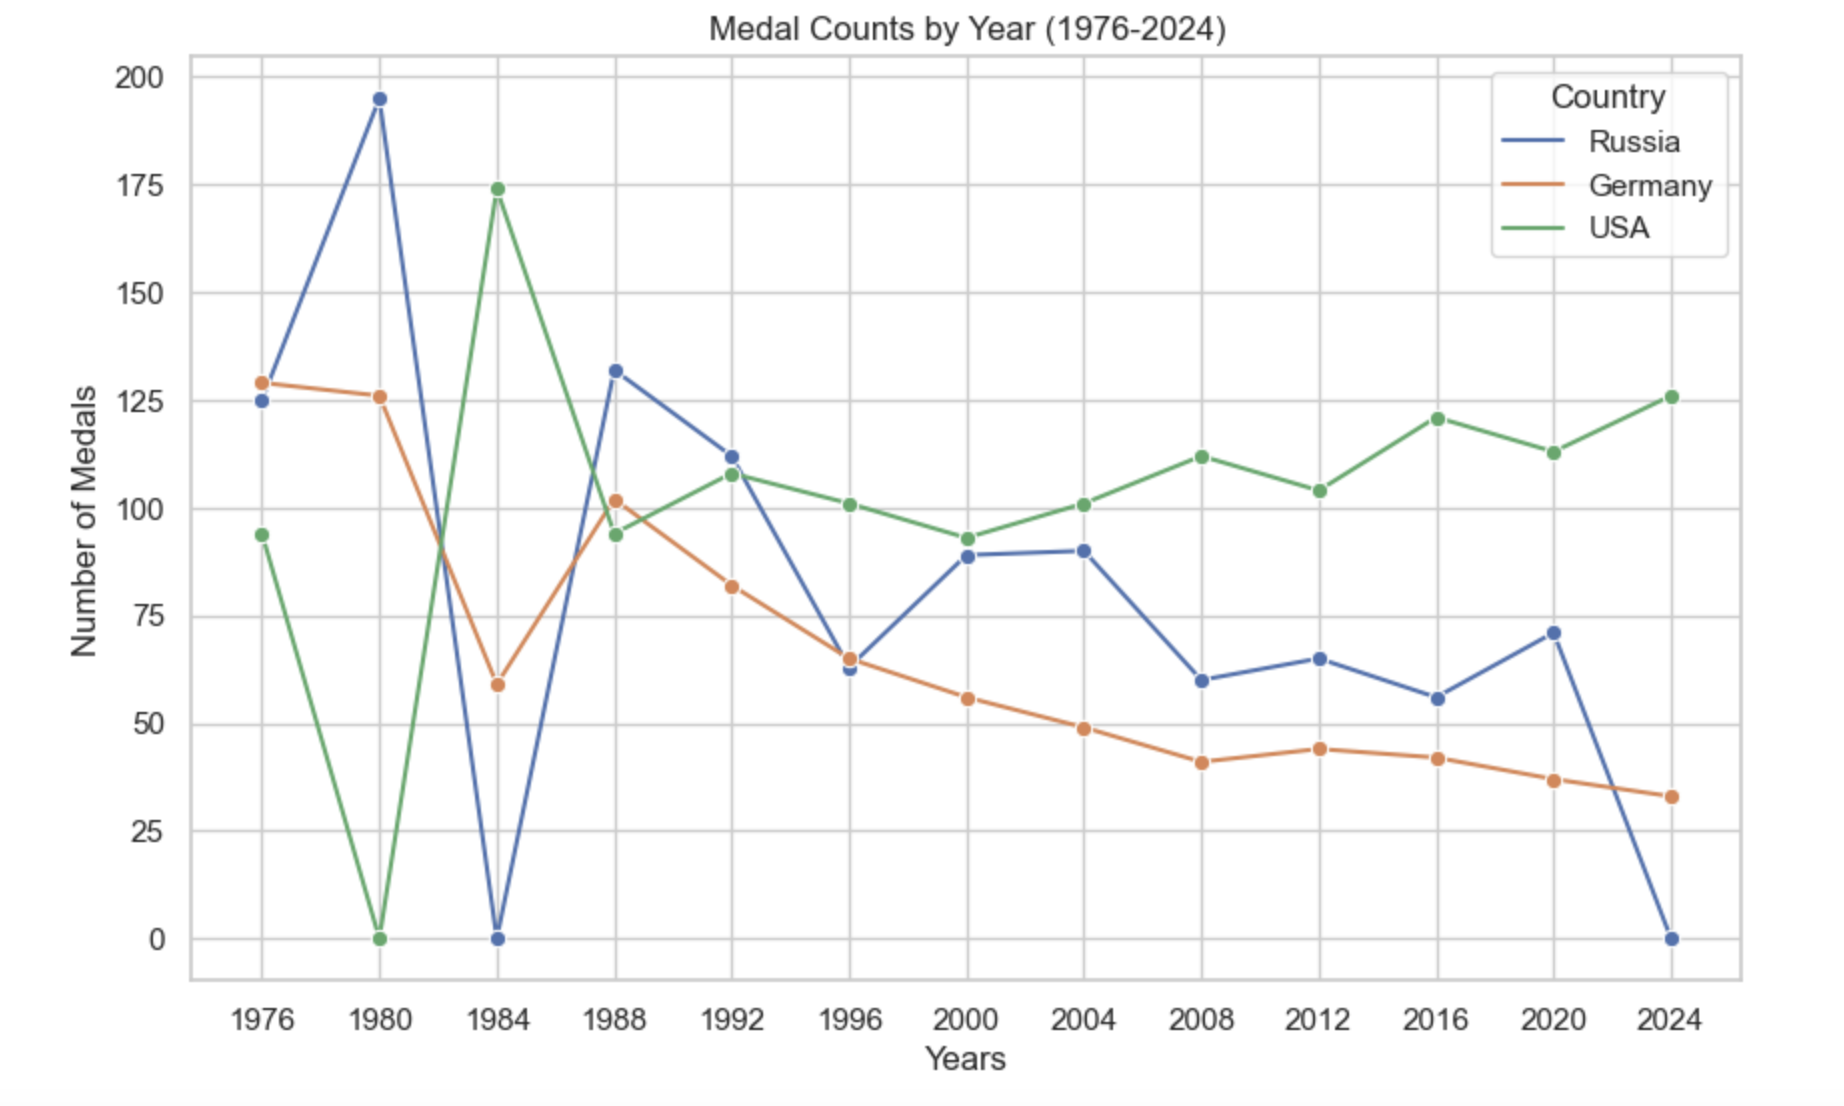 Medal Counts by Year (1976-2024)
Country
Russia
Germany
USA
Number of Medals
200
175
150
125
100
75
50
25
0
1976 1980 1984 1988 1992 1996 2000 2004 2008 2012 2016 2020 2024
Years